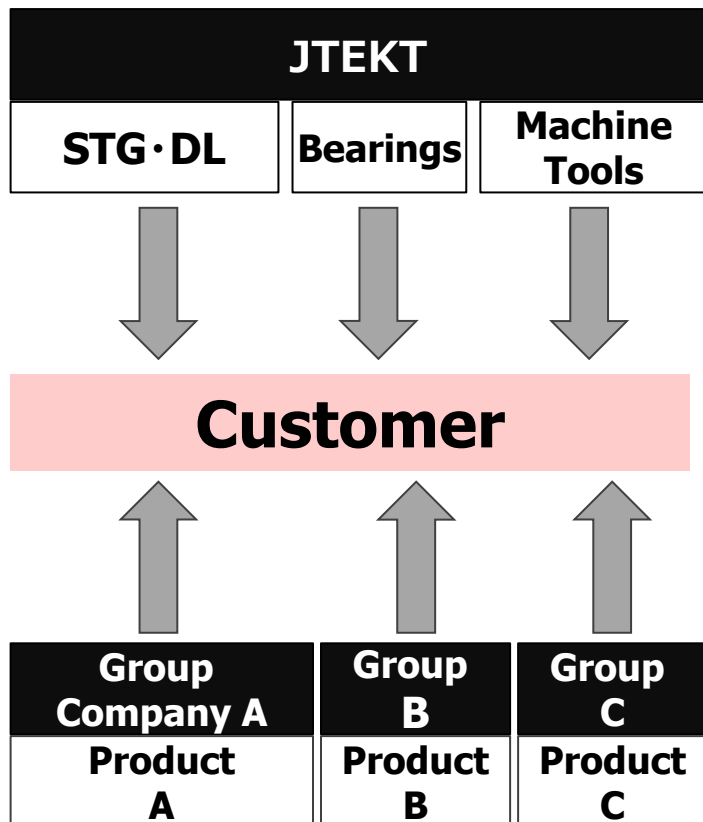 JTEKT
STG・DL
Bearings
Machine
Tools
Customer
Group
Company A
Group
B
Group
C
Product
A
Product
B
Product
C